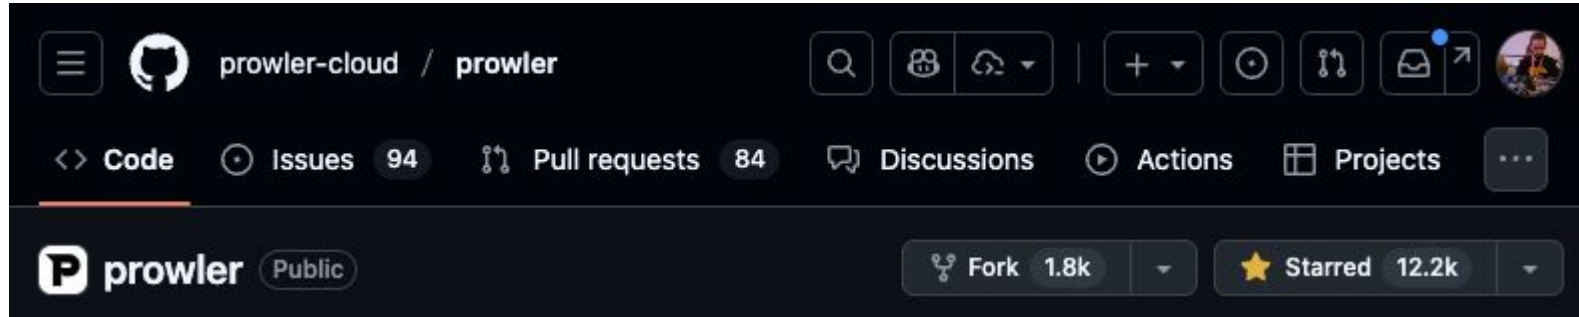 prowler-cloud / prowler
<> Code Issues 94 Pull requests 84 Discussions Actions Projects ...
P prowler Public Fork 1.8k Starred 12.2k